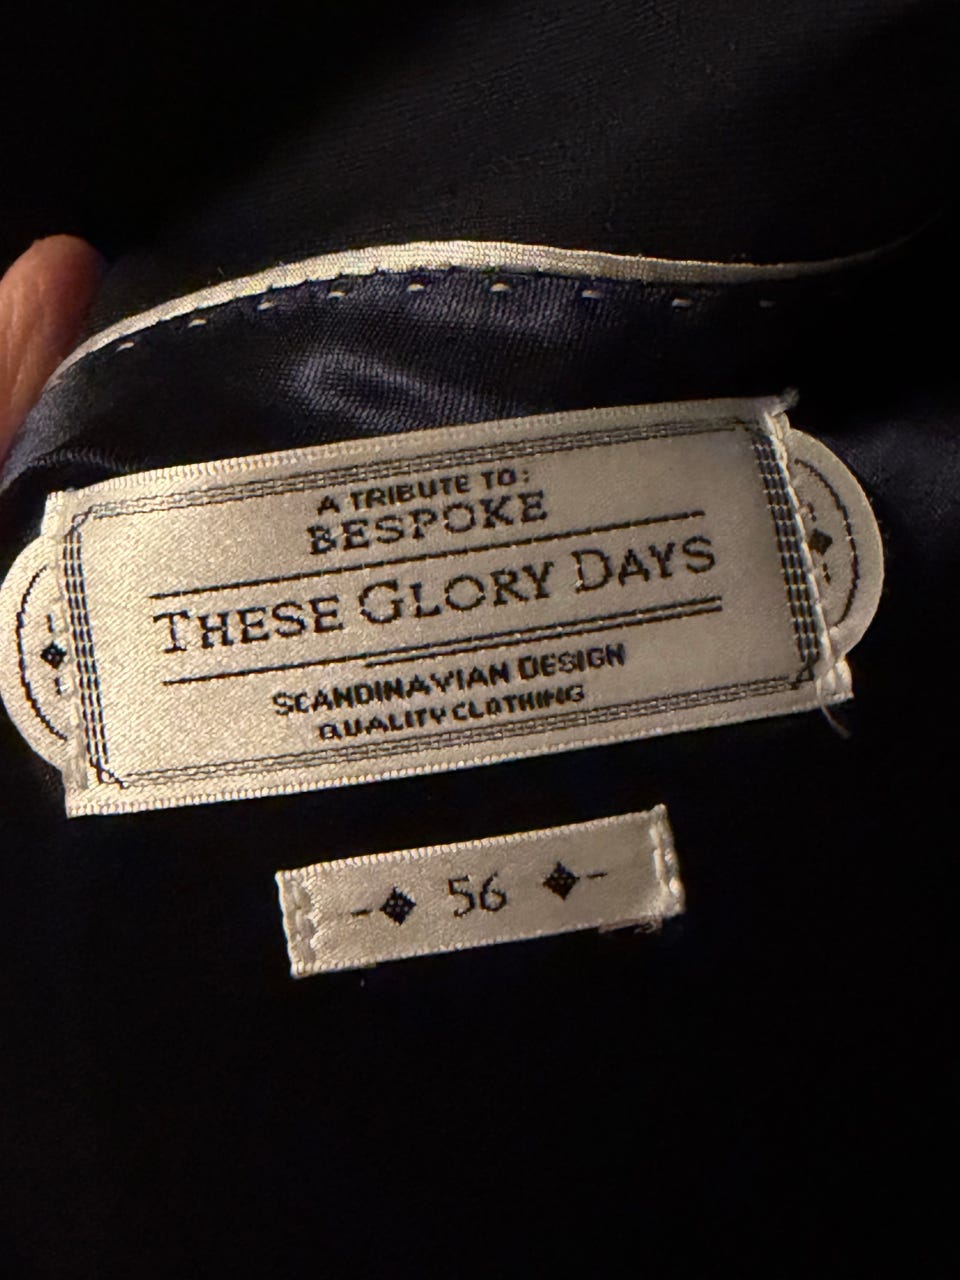 A TRIBUTE TO:
BESPOKE
THESE GLORY DAYS
SCANDINAVIAN DESIGN
QUALITY CLOTHING
56